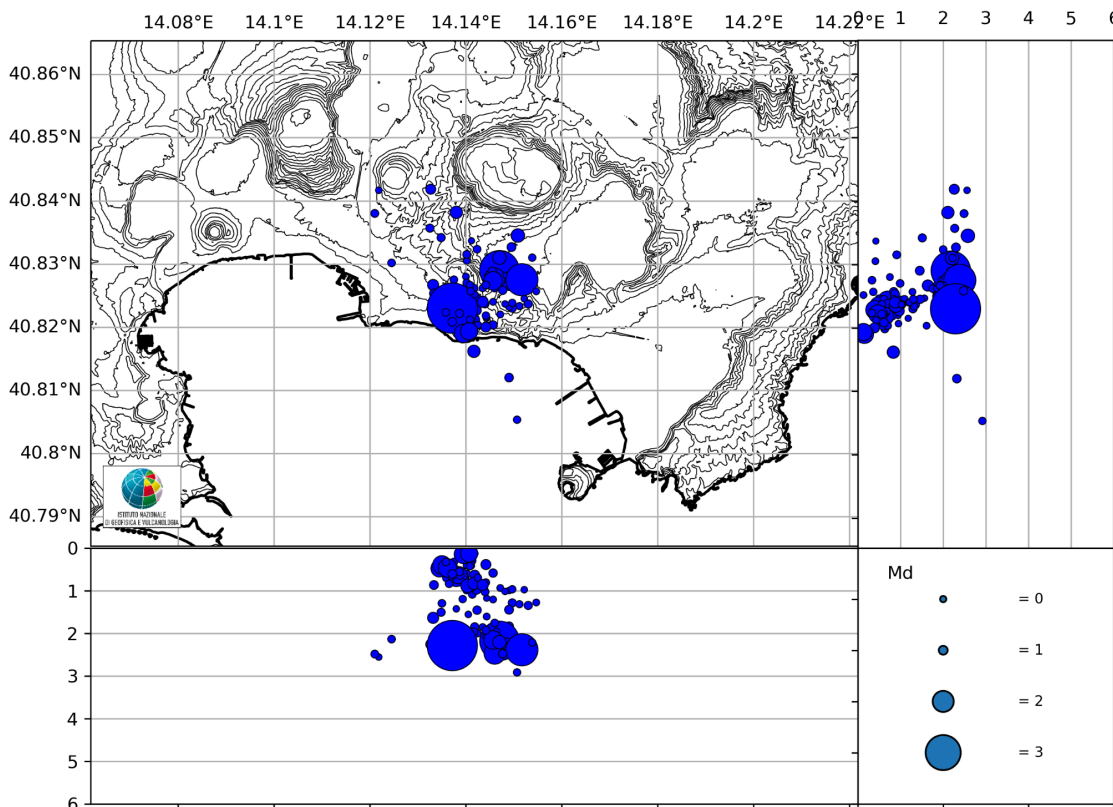 14.08°E 14.1°E 14.12°E 14.14°E 14.16°E 14.18°E 14.2°E 14.22°E 0 1 2 3 4 5 6
40.86°N
40.85°N
40.84°N
40.83°N
40.82°N
40.81°N
40.8°N
40.79°N
ISTITUTO NAZIONALE
DI GEOFISICA E VULCANOLOGIA
0
1
2
3
4
5
6
Md
= 0
= 1
= 2
= 3